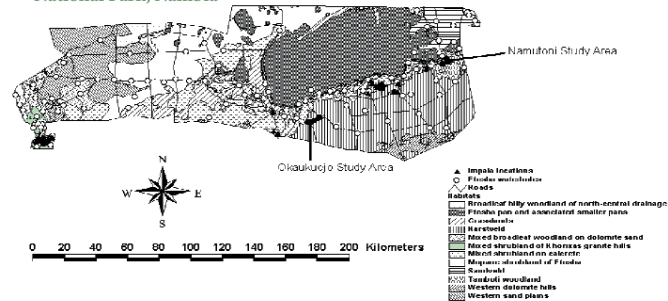 Namutoni Study Area
Okaukuejo Study Area
N
W E
S
0 20 40 60 80 100 120 140 160 180 200 Kilometers
Impala locations
Etosha waterholes
Roads
Habitats
Broadleaf hilly woodland of north-central drainage
Etosha pan and associated smaller pans
Grasslands
Karstveld
Mixed broadleaf woodland on dolomite sand
Mixed shrubland of Khorixas granite hills
Mixed shrubland on calcrete
Mopane shrubland of Etosha
Sandveld
Tamboti woodland
Western dolomite hills
Western sand plains